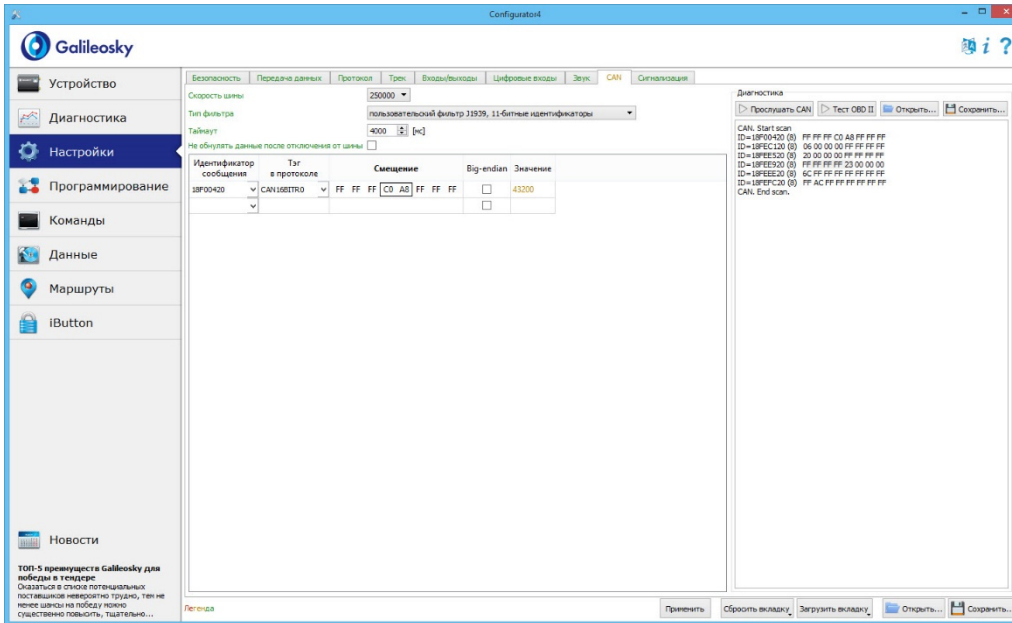 Configurator4
Galileosky
Устройство
Диагностика
Настройки
Программирование
Команды
Данные
Маршруты
iButton
Новости
ТОП-5 преимуществ Galileosky для
победы в тендере
Оказаться в списке потенциальных
поставщиков невероятно трудно, тем не
менее шансы на победу можно
существенно повысить, тщательно...
Безопасность Передача данных Протокол Трек Входы/выходы Цифровые входы Звук CAN Сигнализация
Скорость шины 250000
Тип фильтра пользовательский фильтр J1939, 11-битные идентификаторы
Таймаут 4000 [мс]
Не обнулять данные после отключения от шины
Идентификатор сообщения Тэг в протоколе Смещение Big-endian Значение
18F00420 CAN16BITR0 FF FF FF C0 A8 FF FF FF 43200
Диагностика
Прослушать CAN Тест OBD II Открыть... Сохранить...
CAN. Start scan
ID=18F00420 (8) FF FF FF C0 A8 FF FF FF
ID=18FEC120 (8) 06 00 00 00 FF FF FF FF
ID=18FEE520 (8) 20 00 00 00 FF FF FF FF
ID=18FEE920 (8) FF FF FF FF 23 00 00 00
ID=18FEEE20 (8) 6C FF FF FF FF FF FF FF
ID=18FEFC20 (8) FF AC FF FF FF FF FF FF
CAN. End scan.
Легенда Применить Сбросить вкладку Загрузить вкладку Открыть... Сохранить...